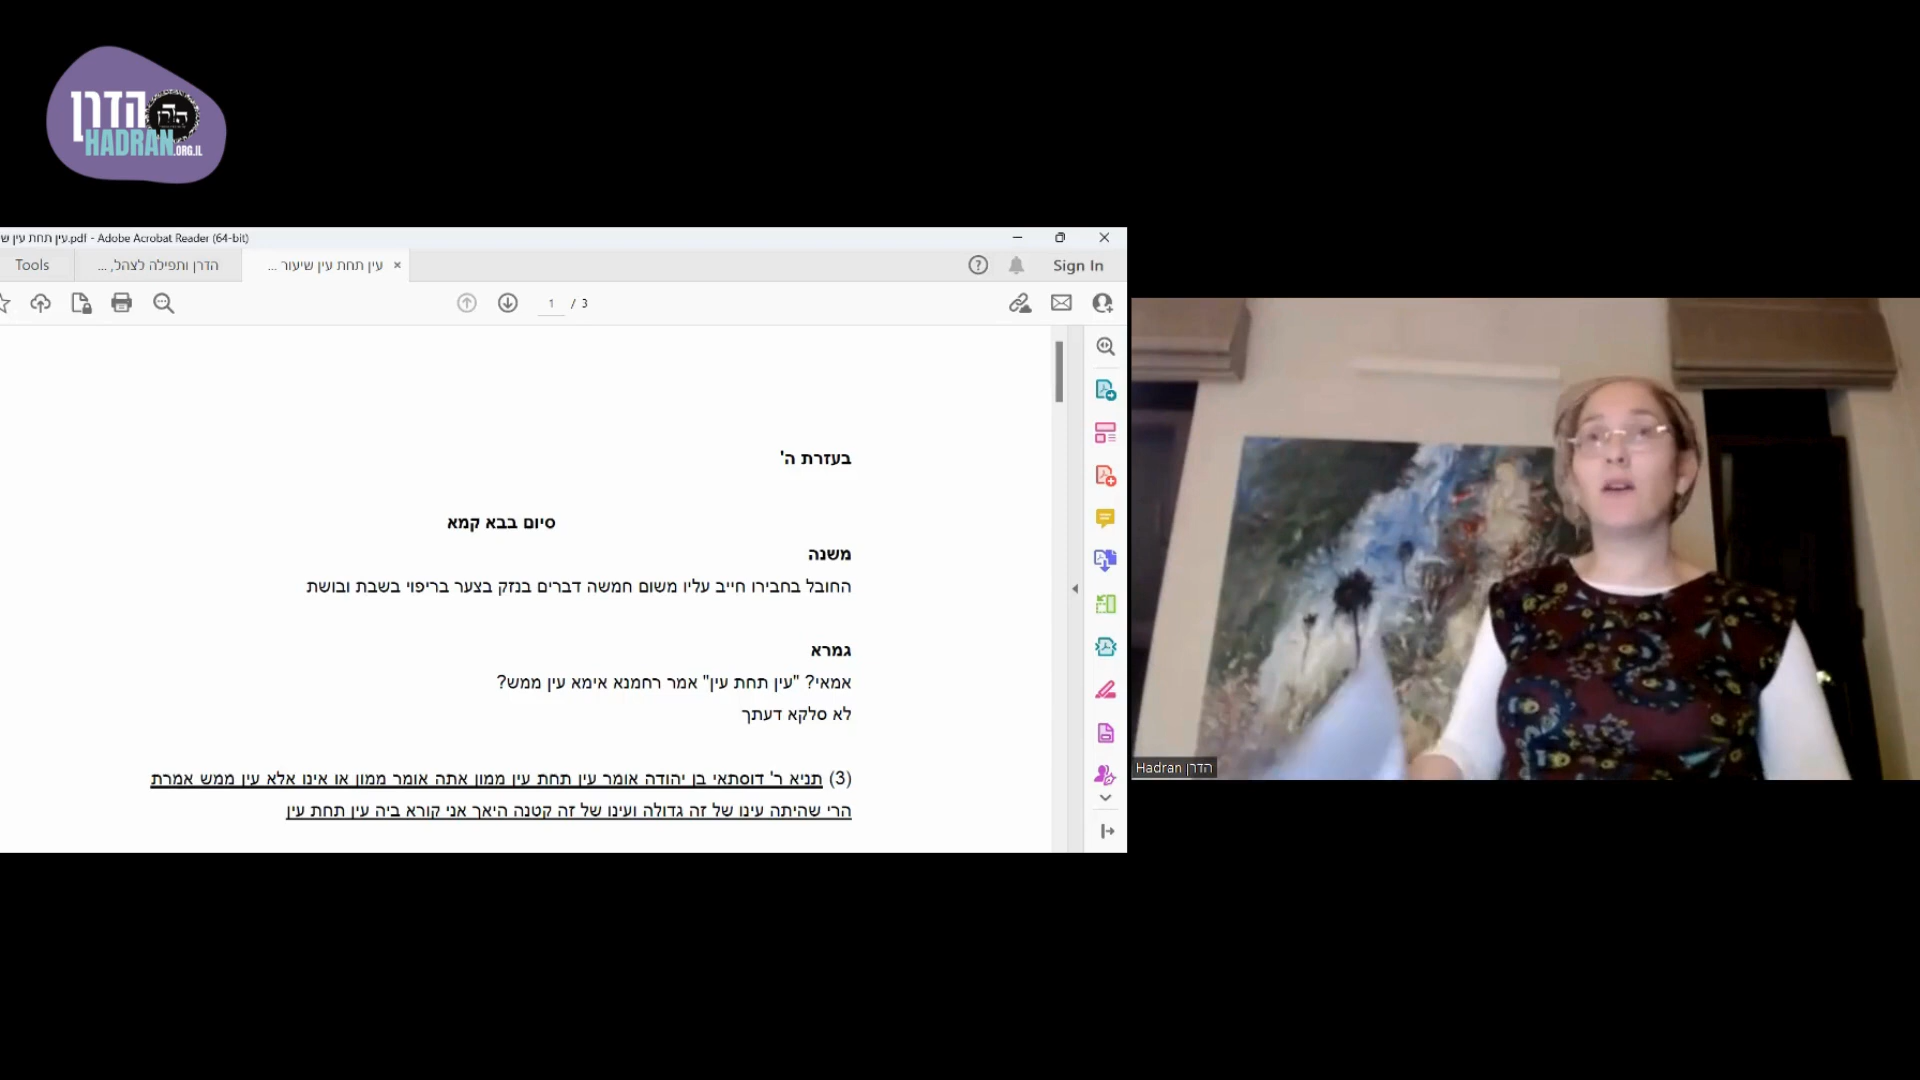 הדרן
HADRAN.ORG.IL
עין תחת עין ש.pdf - Adobe Acrobat Reader (64-bit)
Tools
הדרן ותפילה לצהל, ...
עין תחת עין שיעור ...
Sign In
1 / 3
בעזרת ה'
סיום בבא קמא
משנה
החובל בחבירו חייב עליו משום חמשה דברים בנזק בצער בריפוי בשבת ובושת
גמרא
אמאי? "עין תחת עין" אמר רחמנא אימא עין ממש?
לא סלקא דעתך
(3) תניא ר' דוסתאי בן יהודה אומר עין תחת עין ממון אתה אומר ממון או אינו אלא עין ממש אמרת
הרי שהיתה עינו של זה גדולה ועינו של זה קטנה היאך אני קורא ביה עין תחת עין
Hadran הדרן